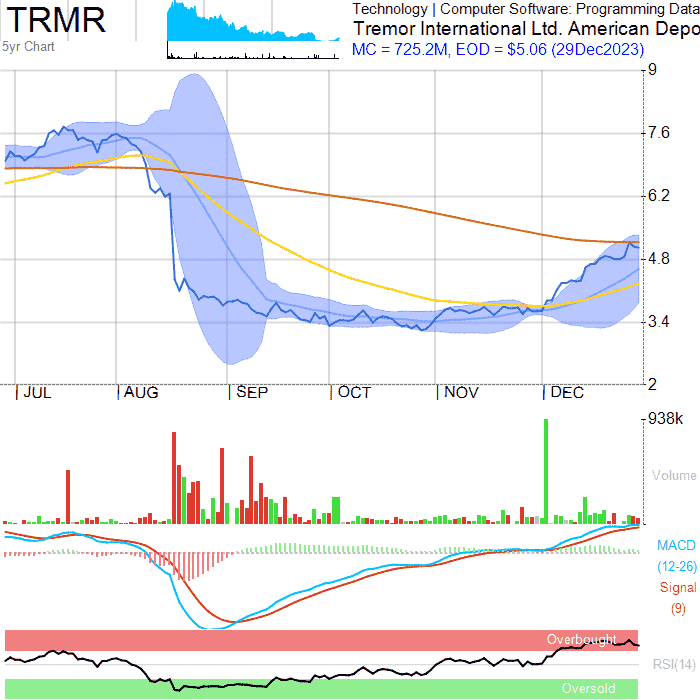 TRMR
5yr Chart
Technology | Computer Software: Programming Data
Tremor International Ltd. American Depo
MC = 725.2M, EOD = $5.06 (29Dec2023)
9
7.6
6.2
4.8
3.4
2
|JUL |AUG |SEP |OCT |NOV |DEC
938k
Volume
MACD
(12-26)
Signal
(9)
Overbought
RSI(14)
Oversold